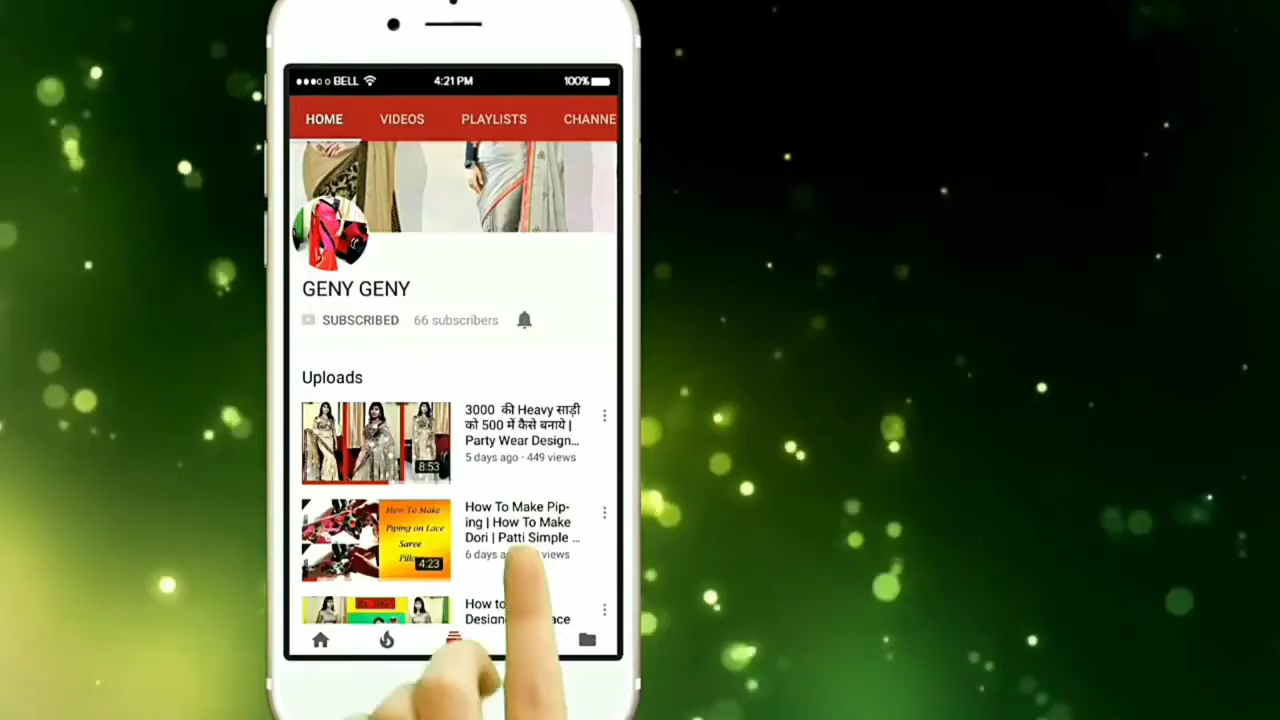 BELL
4:21 PM
100%
HOME VIDEOS PLAYLISTS CHANNE
GENY GENY
SUBSCRIBED 66 subscribers
Uploads
3000 की Heavy साड़ी
को 500 में कैसे बनाये |
Party Wear Design...
5 days ago · 449 views
8:53
How To Make Pip-
ing | How To Make
Dori | Patti Simple ...
6 days views
How To Make
Piping on Lace
Saree
4:23
How to